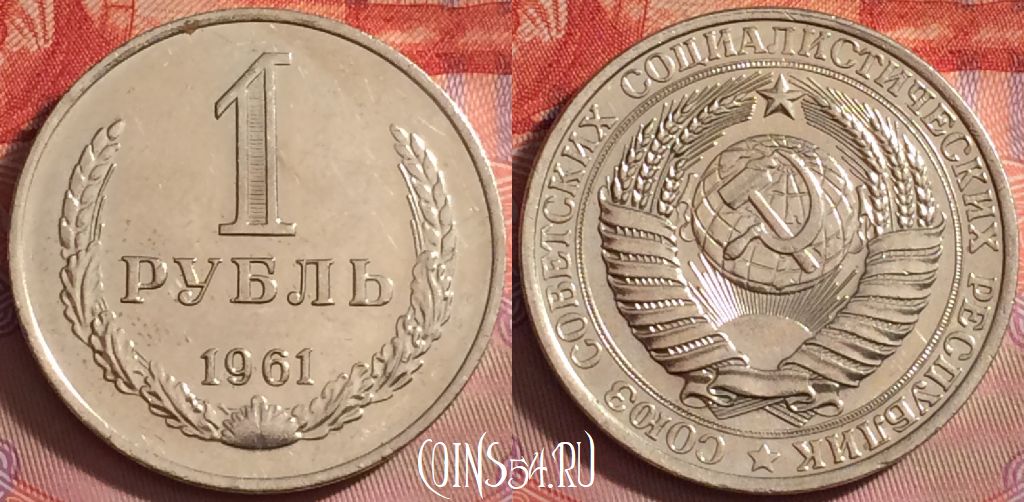 1
РУБЛЬ
1961
СОЮЗ СОВЕТСКИХ СОЦИАЛИСТИЧЕСКИХ РЕСПУБЛИК
COINS54.RU